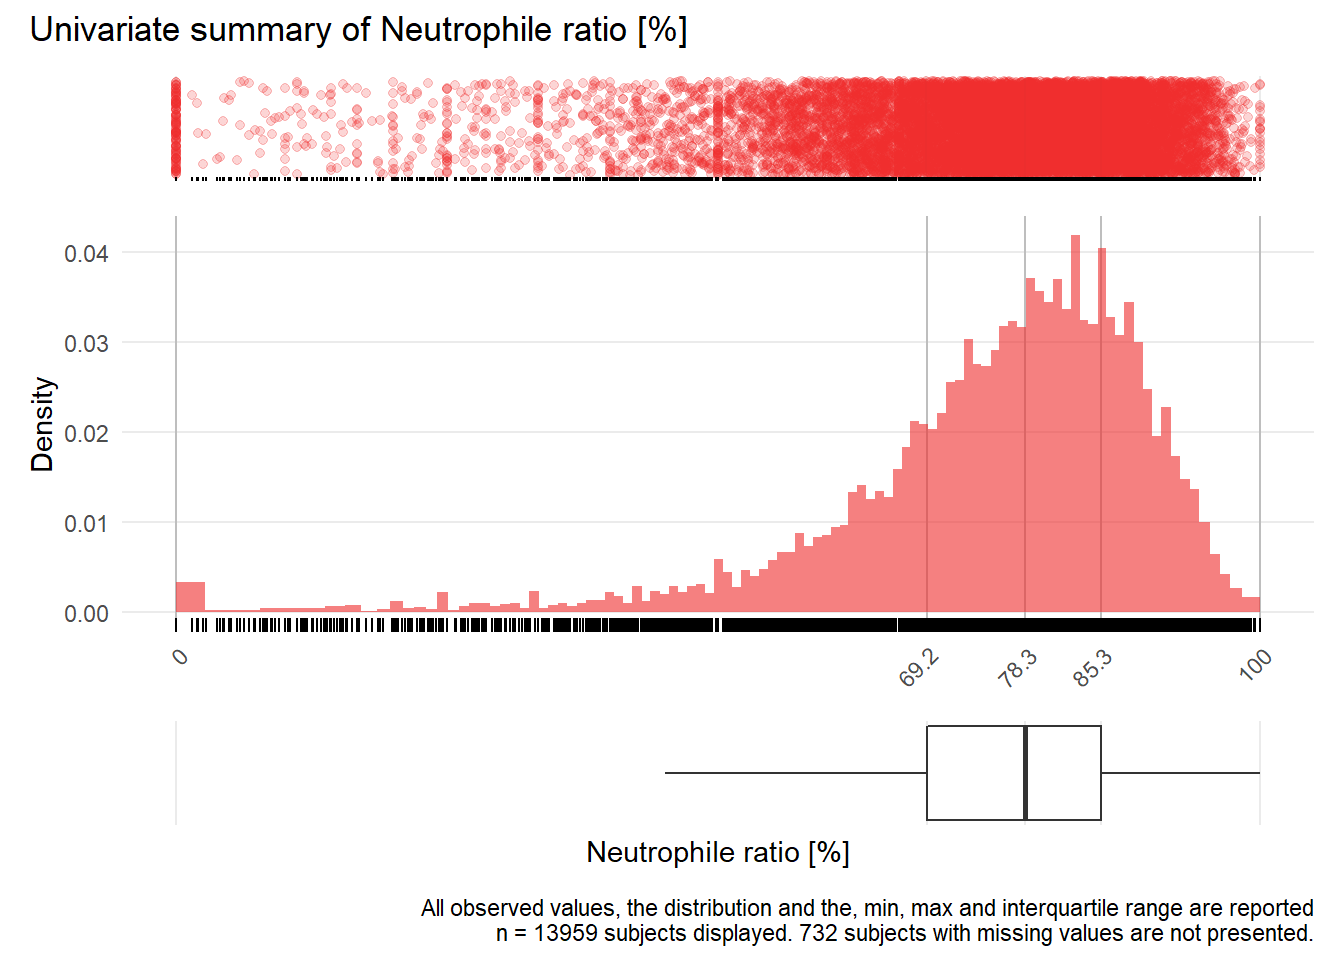 Univariate summary of Neutrophile ratio [%]
0.04
0.03
0.02
0.01
0.00
Density
0
69.2
78.3
85.3
100
Neutrophile ratio [%]
All observed values, the distribution and the, min, max and interquartile range are reported
n = 13959 subjects displayed. 732 subjects with missing values are not presented.